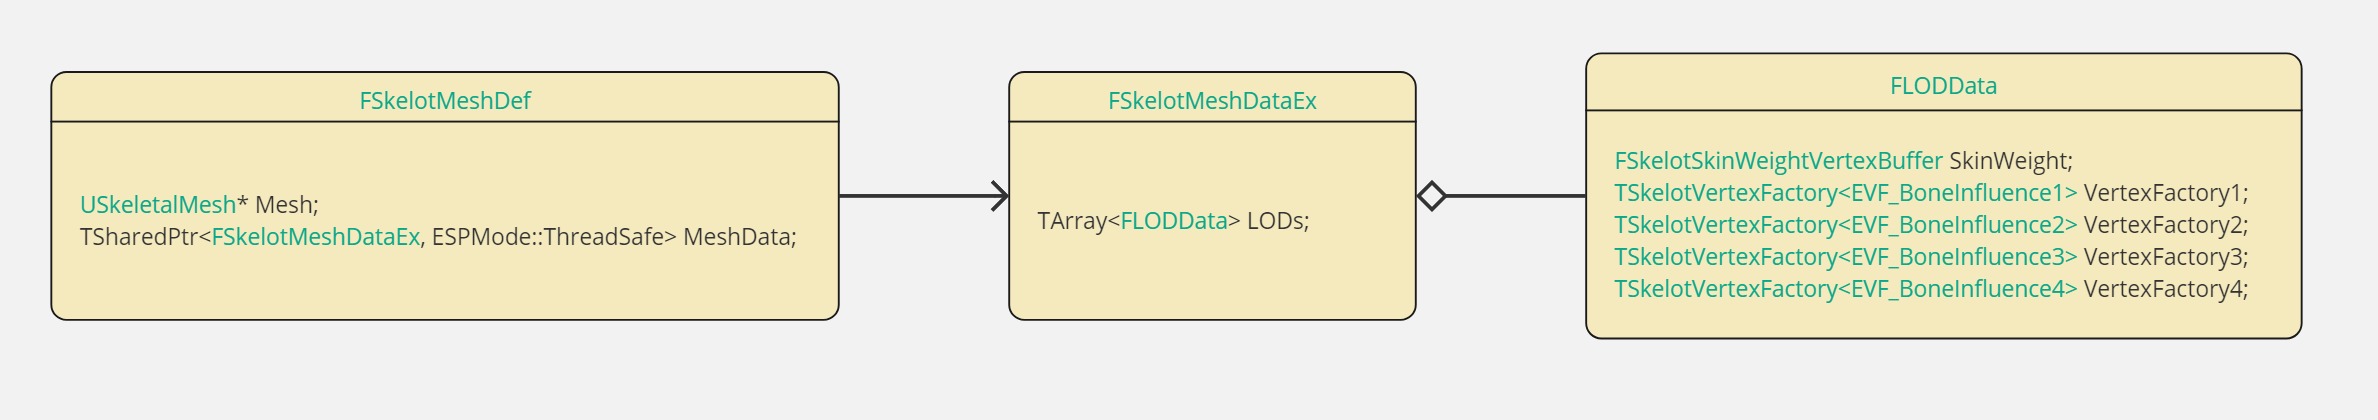 FSkelotMeshDef
USkeletalMesh* Mesh;
TSharedPtr<FSkelotMeshDataEx, ESPMode::ThreadSafe> MeshData;
FSkelotMeshDataEx
TArray<FLODData> LODs;
FLODData
FSkelotSkinWeightVertexBuffer SkinWeight;
TSkelotVertexFactory<EVF_BoneInfluence1> VertexFactory1;
TSkelotVertexFactory<EVF_BoneInfluence2> VertexFactory2;
TSkelotVertexFactory<EVF_BoneInfluence3> VertexFactory3;
TSkelotVertexFactory<EVF_BoneInfluence4> VertexFactory4;